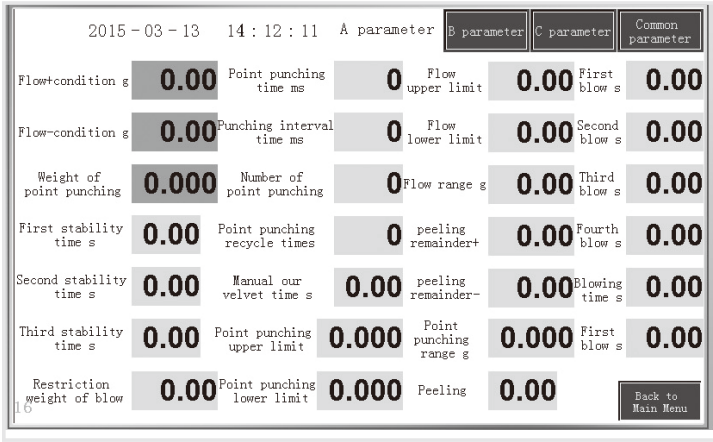 2015-03-13 14:12:11 A parameter B parameter C parameter Common
parameter
Flow+condition g 0.00 Point punching
time ms 0 Flow
upper limit 0.00 First
blow s 0.00
Flow-condition g 0.00 Punching interval
time ms 0 Flow
lower limit 0.00 Second
blow s 0.00
Weight of
point punching 0.000 Number of
point punching 0 Flow range g 0.00 Third
blow s 0.00
First stability
time s 0.00 Point punching
recycle times 0 peeling
remainder+ 0.00 Fourth
blow s 0.00
Second stability
time s 0.00 Manual our
velvet time s 0.00 peeling
remainder- 0.00 Blowing
time s 0.00
Third stability
time s 0.00 Point punching
upper limit 0.000 Point
punching
range g 0.000 First
blow s 0.00
Restriction
weight of blow 0.00 Point punching
lower limit 0.000 Peeling 0.00 Back to
Main Menu
16